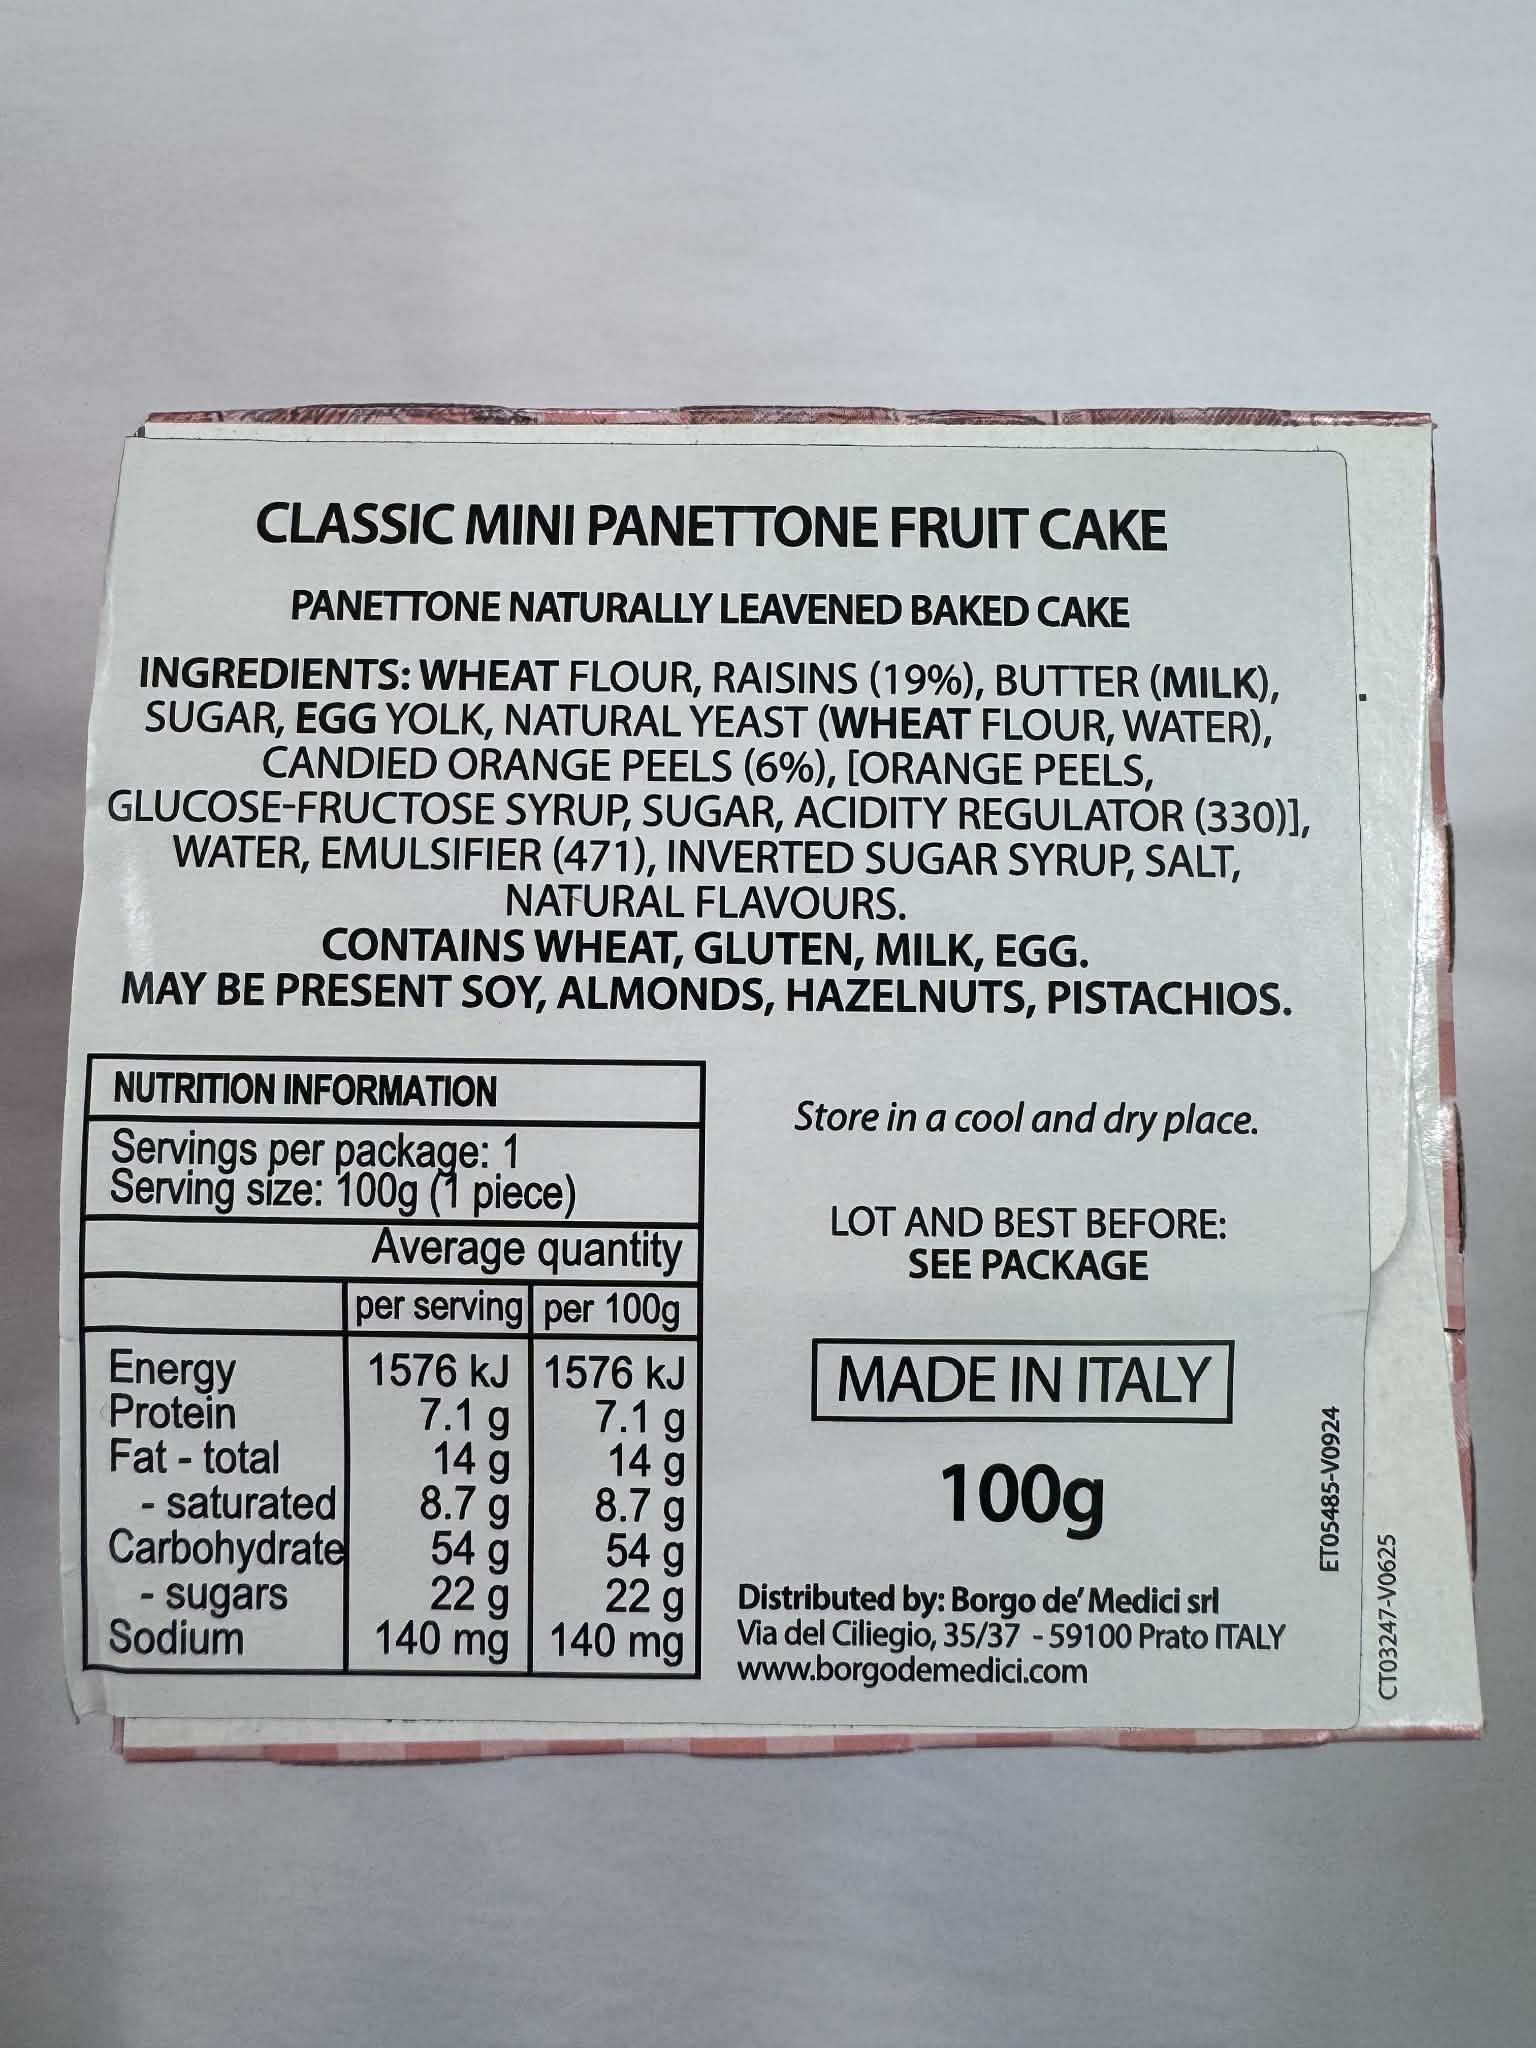 CLASSIC MINI PANETTONE FRUIT CAKE
PANETTONE NATURALLY LEAVENED BAKED CAKE
INGREDIENTS: WHEAT FLOUR, RAISINS (19%), BUTTER (MILK),
SUGAR, EGG YOLK, NATURAL YEAST (WHEAT FLOUR, WATER),
CANDIED ORANGE PEELS (6%), [ORANGE PEELS,
GLUCOSE-FRUCTOSE SYRUP, SUGAR, ACIDITY REGULATOR (330)],
WATER, EMULSIFIER (471), INVERTED SUGAR SYRUP, SALT,
NATURAL FLAVOURS.
CONTAINS WHEAT, GLUTEN, MILK, EGG.
MAY BE PRESENT SOY, ALMONDS, HAZELNUTS, PISTACHIOS.
NUTRITION INFORMATION
Servings per package: 1
Serving size: 100g (1 piece)
Average quantity
per serving per 100g
Energy 1576 kJ 1576 kJ
Protein 7.1 g 7.1 g
Fat - total 14 g 14 g
- saturated 8.7 g 8.7 g
Carbohydrate 54 g 54 g
- sugars 22 g 22 g
Sodium 140 mg 140 mg
Store in a cool and dry place.
LOT AND BEST BEFORE:
SEE PACKAGE
MADE IN ITALY
100g
Distributed by: Borgo de' Medici srl
Via del Ciliegio, 35/37 - 59100 Prato ITALY
www.borgodemedici.com
ET05485-V0924
CT03247-V0625